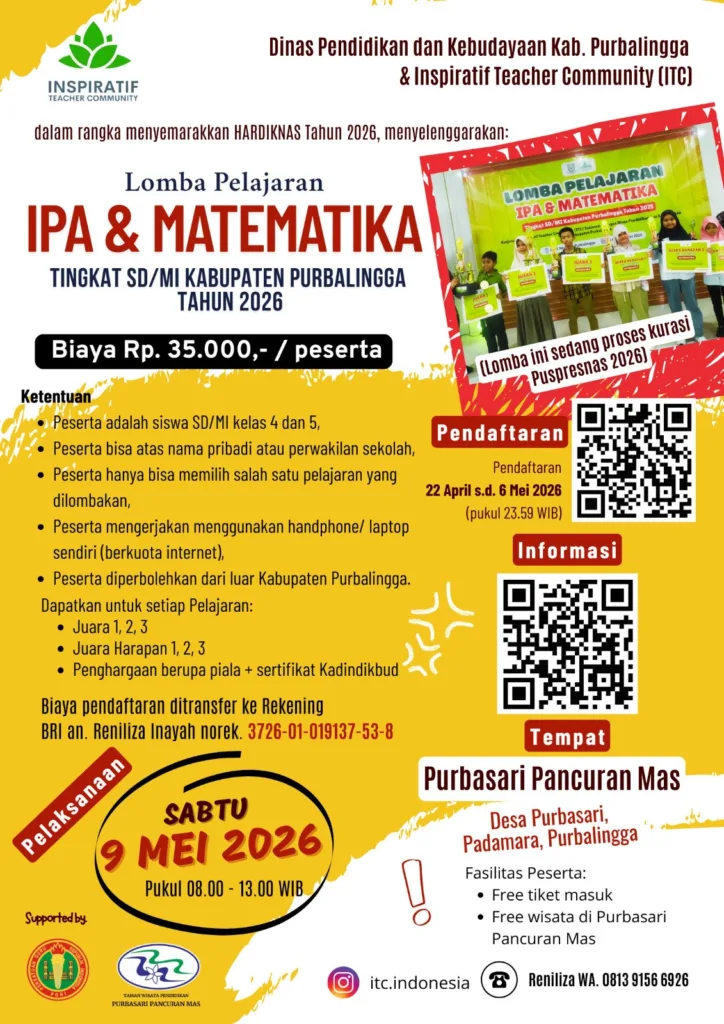 INSPIRATIF
TEACHER COMMUNITY
Dinas Pendidikan dan Kebudayaan Kab. Purbalingga
& Inspiratif Teacher Community (ITC)
dalam rangka menyemarakkan HARDIKNAS Tahun 2026, menyelenggarakan:
Lomba Pelajaran
IPA & MATEMATIKA
TINGKAT SD/MI KABUPATEN PURBALINGGA
TAHUN 2026
LOMBA PELAJARAN
IPA & MATEMATIKA
Tingkat SD/MI Kabupaten Purbalingga Tahun 2025
(Lomba ini sedang proses kurasi
Puspresnas 2026)
Biaya Rp. 35.000,- / peserta
Ketentuan
• Peserta adalah siswa SD/MI kelas 4 dan 5,
• Peserta bisa atas nama pribadi atau perwakilan sekolah,
• Peserta hanya bisa memilih salah satu pelajaran yang
dilombakan,
• Peserta mengerjakan menggunakan handphone/ laptop
sendiri (berkuota internet),
• Peserta diperbolehkan dari luar Kabupaten Purbalingga.
Dapatkan untuk setiap Pelajaran:
• Juara 1, 2, 3
• Juara Harapan 1, 2, 3
• Penghargaan berupa piala + sertifikat Kadindikbud
Biaya pendaftaran ditransfer ke Rekening
BRI an. Reniliza Inayah norek. 3726-01-019137-53-8
Pendaftaran
Pendaftaran
22 April s.d. 6 Mei 2026
(pukul 23.59 WIB)
Informasi
Tempat
Purbasari Pancuran Mas
Desa Purbasari,
Padamara, Purbalingga
Fasilitas Peserta:
• Free tiket masuk
• Free wisata di Purbasari
Pancuran Mas
Pelaksanaan
SABTU
9 MEI 2026
Pukul 08.00 - 13.00 WIB
Supported by.
PGRI
TAMAN WISATA PENDIDIKAN
PURBASARI PANCURAN MAS
itc.indonesia
Reniliza WA. 0813 9156 6926